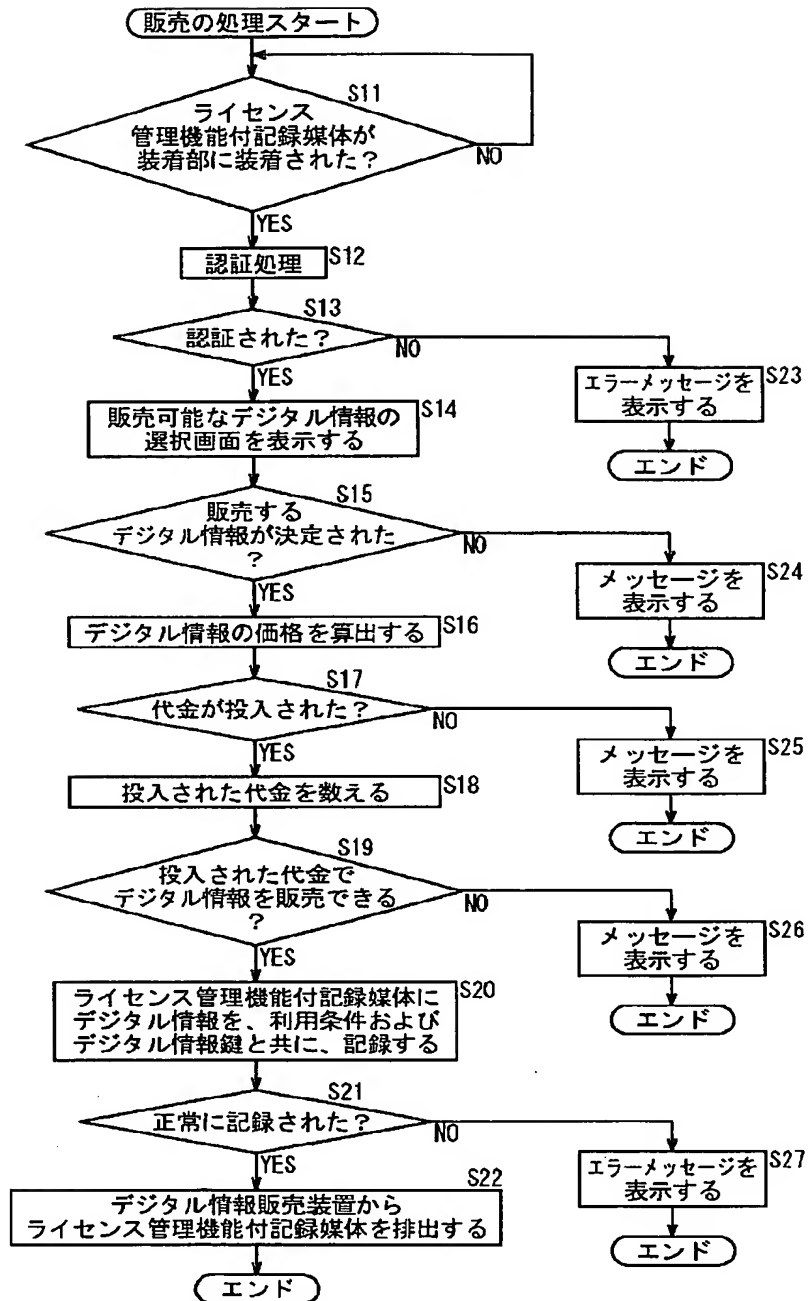 販売の処理スタート
S11
ライセンス
管理機能付記録媒体が
装着部に装着された?
NO
YES
認証処理
S12
S13
認証された?
NO
YES
エラーメッセージを
表示する
S23
エンド
販売可能なデジタル情報の
選択画面を表示する
S14
S15
販売する
デジタル情報が決定された
?
NO
YES
メッセージを
表示する
S24
エンド
デジタル情報の価格を算出する
S16
S17
代金が投入された?
NO
YES
メッセージを
表示する
S25
エンド
投入された代金を数える
S18
S19
投入された代金で
デジタル情報を販売できる
?
NO
YES
メッセージを
表示する
S26
エンド
ライセンス管理機能付記録媒体に
デジタル情報を、利用条件および
デジタル情報鍵と共に、記録する
S20
S21
正常に記録された?
NO
YES
エラーメッセージを
表示する
S27
エンド
S22
デジタル情報販売装置から
ライセンス管理機能付記録媒体を排出する
エンド